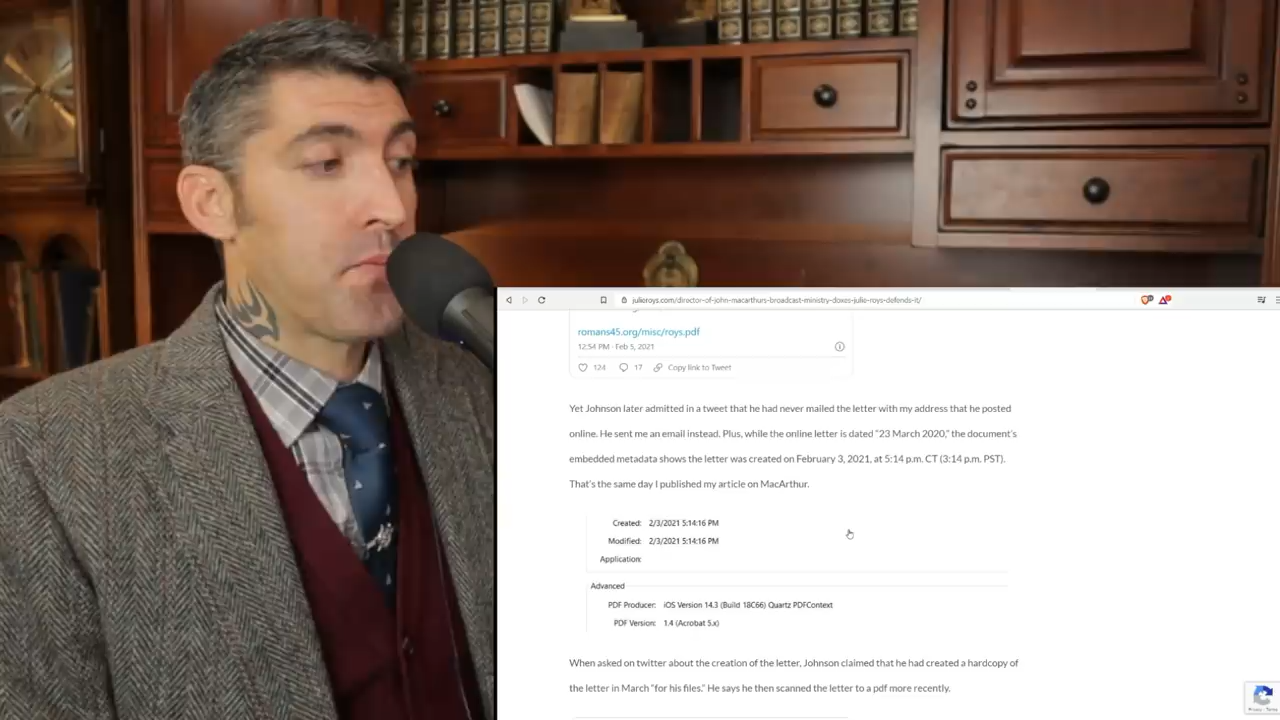 julieroys.com/director-of-john-macarthurs-broadcast-ministry-doxes-julie-roys-defends-it/
romans45.org/misc/roys.pdf
12:54 PM · Feb 5, 2021
124 17 Copy link to Tweet
Yet Johnson later admitted in a tweet that he had never mailed the letter with my address that he posted
online. He sent me an email instead. Plus, while the online letter is dated “23 March 2020,” the document’s
embedded metadata shows the letter was created on February 3, 2021, at 5:14 p.m. CT (3:14 p.m. PST).
That’s the same day I published my article on MacArthur.
Created: 2/3/2021 5:14:16 PM
Modified: 2/3/2021 5:14:16 PM
Application:
Advanced
PDF Producer: iOS Version 14.3 (Build 18C66) Quartz PDFContext
PDF Version: 1.4 (Acrobat 5.x)
When asked on twitter about the creation of the letter, Johnson claimed that he had created a hardcopy of
the letter in March “for his files.” He says he then scanned the letter to a pdf more recently.